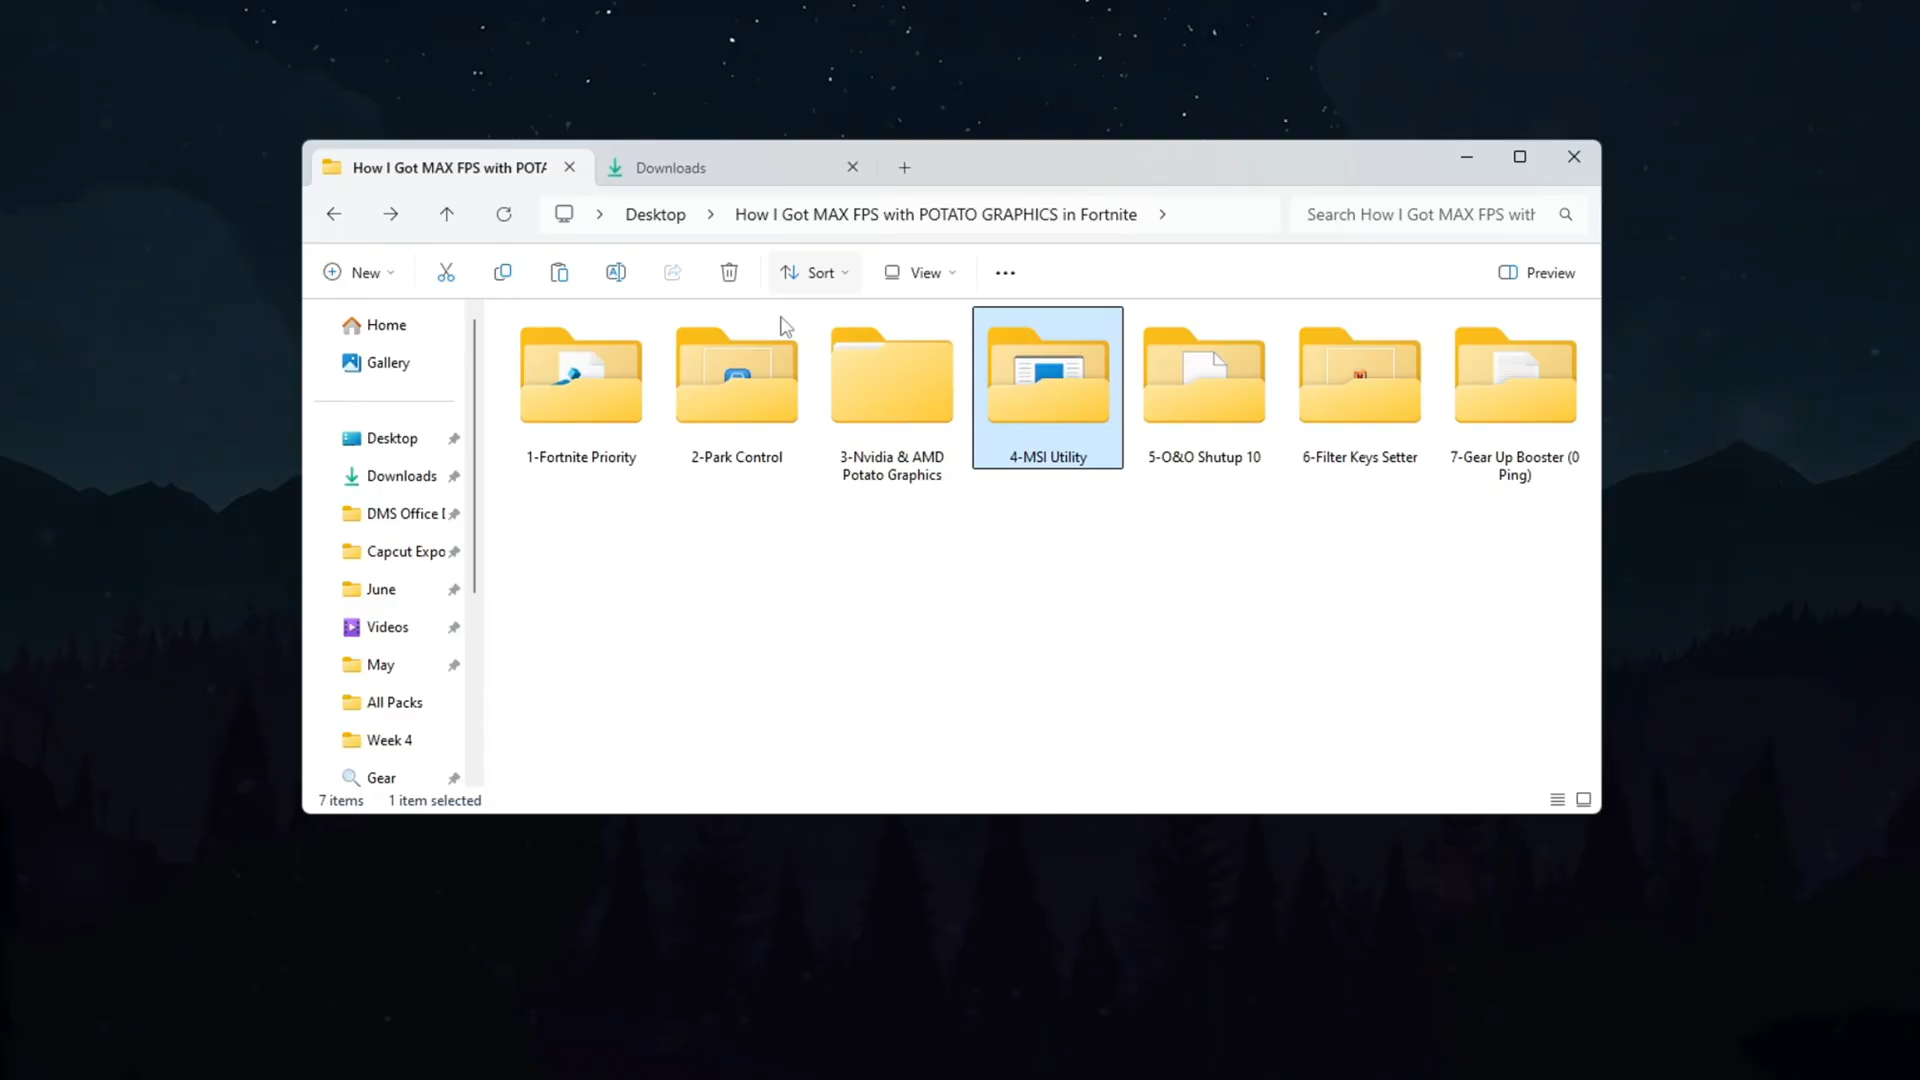 How I Got MAX FPS with POTA
Downloads
Desktop
How I Got MAX FPS with POTATO GRAPHICS in Fortnite
Search How I Got MAX FPS with
New
Sort
View
Preview
Home
Gallery
Desktop
Downloads
DMS Office
Capcut Expo
June
Videos
May
All Packs
Week 4
Gear
1-Fortnite Priority
2-Park Control
3-Nvidia & AMD
Potato Graphics
4-MSI Utility
5-O&O Shutup 10
6-Filter Keys Setter
7-Gear Up Booster (0
Ping)
7 items
1 item selected